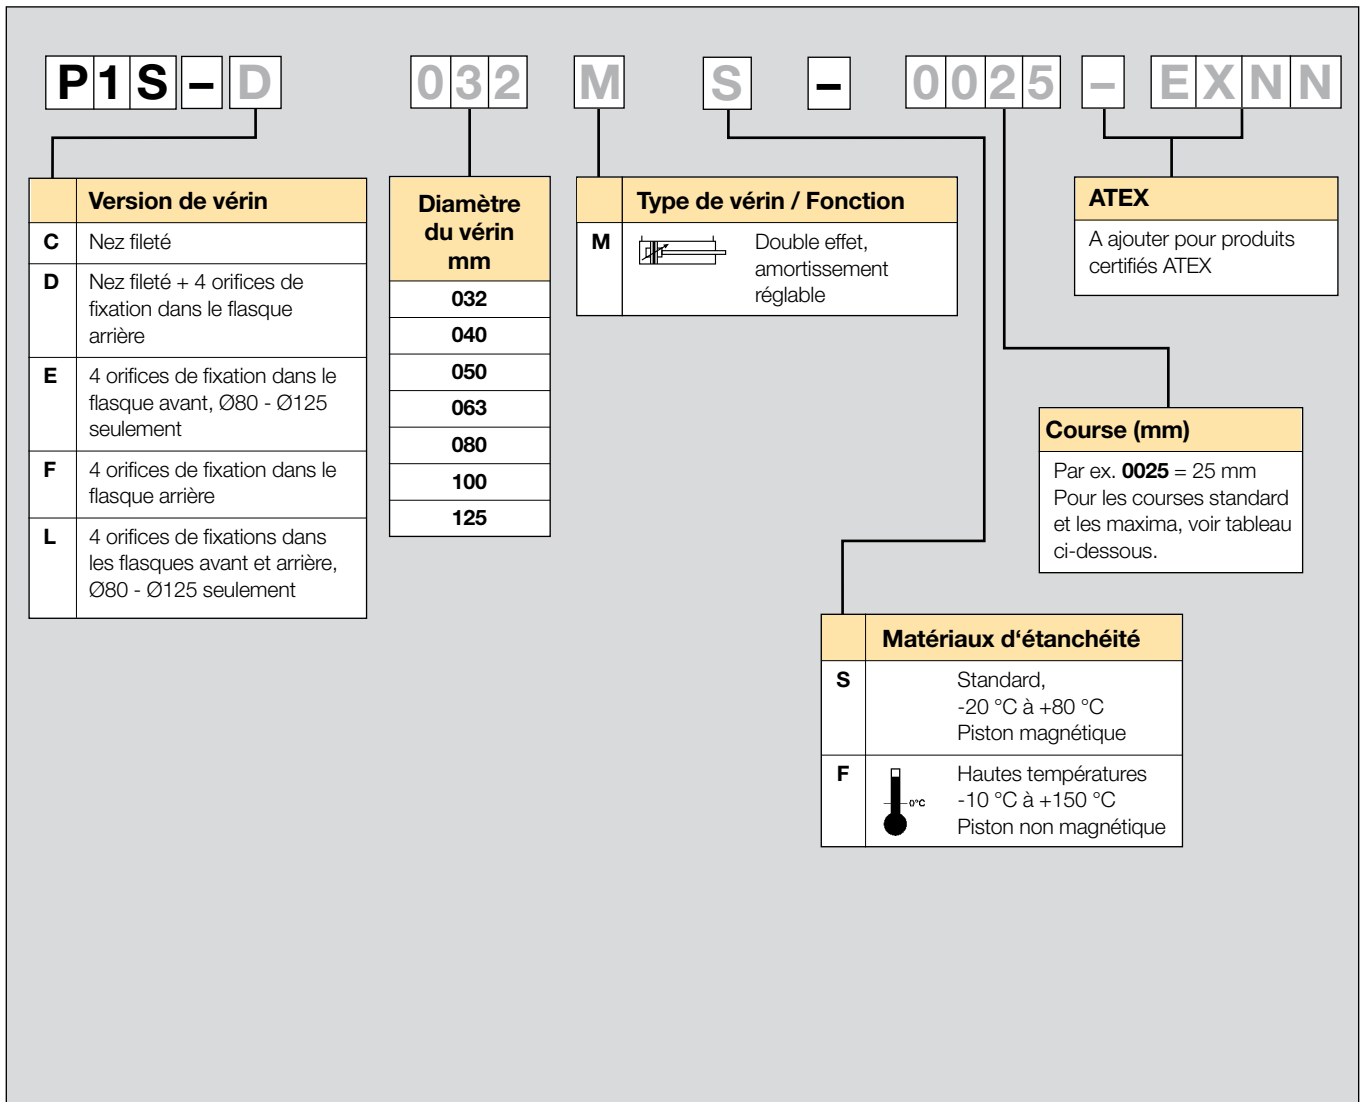 P1S-D 032 M S - 0025 - EXNN
Version de vérin
C Nez fileté
D Nez fileté + 4 orifices de
fixation dans le flasque
arrière
E 4 orifices de fixation dans le
flasque avant, Ø80 - Ø125
seulement
F 4 orifices de fixation dans le
flasque arrière
L 4 orifices de fixations dans
les flasques avant et arrière,
Ø80 - Ø125 seulement
Diamètre
du vérin
mm
032
040
050
063
080
100
125
Type de vérin / Fonction
M Double effet,
amortissement
réglable
ATEX
A ajouter pour produits
certifiés ATEX
Course (mm)
Par ex. 0025 = 25 mm
Pour les courses standard
et les maxima, voir tableau
ci-dessous.
Matériaux d‘étanchéité
S Standard,
-20 °C à +80 °C
Piston magnétique
F Hautes températures
0°C
-10 °C à +150 °C
Piston non magnétique